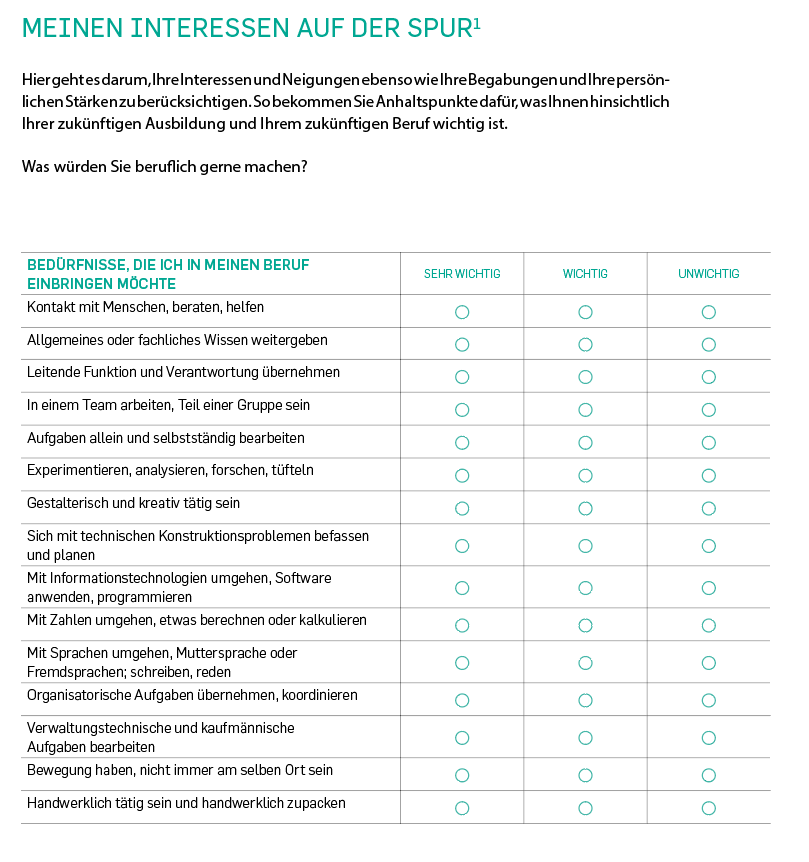 MEINEN INTERESSEN AUF DER SPUR¹
Hier geht es darum, Ihre Interessen und Neigungen ebenso wie Ihre Begabungen und Ihre persön-
lichen Stärken zu berücksichtigen. So bekommen Sie Anhaltspunkte dafür, was Ihnen hinsichtlich
Ihrer zukünftigen Ausbildung und Ihrem zukünftigen Beruf wichtig ist.
Was würden Sie beruflich gerne machen?
BEDÜRFNISSE, DIE ICH IN MEINEN BERUF
EINBRINGEN MÖCHTE
SEHR WICHTIG
WICHTIG
UNWICHTIG
Kontakt mit Menschen, beraten, helfen
Allgemeines oder fachliches Wissen weitergeben
Leitende Funktion und Verantwortung übernehmen
In einem Team arbeiten, Teil einer Gruppe sein
Aufgaben allein und selbstständig bearbeiten
Experimentieren, analysieren, forschen, tüfteln
Gestalterisch und kreativ tätig sein
Sich mit technischen Konstruktionsproblemen befassen
und planen
Mit Informationstechnologien umgehen, Software
anwenden, programmieren
Mit Zahlen umgehen, etwas berechnen oder kalkulieren
Mit Sprachen umgehen, Muttersprache oder
Fremdsprachen; schreiben, reden
Organisatorische Aufgaben übernehmen, koordinieren
Verwaltungstechnische und kaufmännische
Aufgaben bearbeiten
Bewegung haben, nicht immer am selben Ort sein
Handwerklich tätig sein und handwerklich zupacken